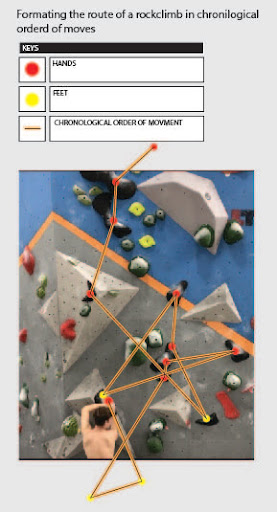 Formating the route of a rockclimb in chronilogical
orderd of moves
KEYS
HANDS
FEET
CHRONOLOGICAL ORDER OF MOVMENT